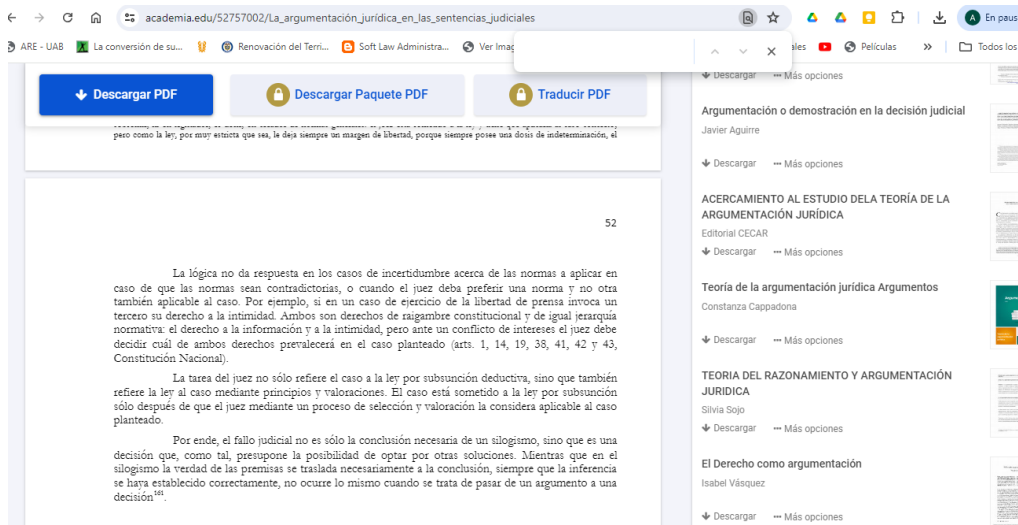 academia.edu/52757002/La_argumentación_jurídica_en_las_sentencias_judiciales
A
En paus
ARE - UAB
La conversión de su...
Renovación del Terri...
Soft Law Administra...
Ver Imag
ales
Películas
»
Todos los
Descargar PDF
Descargar Paquete PDF
Traducir PDF
pero como la ley, por muy estricta que sea, le deja siempre un margen de libertad, porque siempre posee una dosis de indeterminación, el
52
La lógica no da respuesta en los casos de incertidumbre acerca de las normas a aplicar en
caso de que las normas sean contradictorias, o cuando el juez deba preferir una norma y no otra
también aplicable al caso. Por ejemplo, si en un caso de ejercicio de la libertad de prensa invoca un
tercero su derecho a la intimidad. Ambos son derechos de raigambre constitucional y de igual jerarquía
normativa: el derecho a la información y a la intimidad, pero ante un conflicto de intereses el juez debe
decidir cuál de ambos derechos prevalecerá en el caso planteado (arts. 1, 14, 19, 38, 41, 42 y 43,
Constitución Nacional).
La tarea del juez no sólo refiere el caso a la ley por subsunción deductiva, sino que también
refiere la ley al caso mediante principios y valoraciones. El caso está sometido a la ley por subsunción
sólo después de que el juez mediante un proceso de selección y valoración la considera aplicable al caso
planteado.
Por ende, el fallo judicial no es sólo la conclusión necesaria de un silogismo, sino que es una
decisión que, como tal, presupone la posibilidad de optar por otras soluciones. Mientras que en el
silogismo la verdad de las premisas se traslada necesariamente a la conclusión, siempre que la inferencia
se haya establecido correctamente, no ocurre lo mismo cuando se trata de pasar de un argumento a una
decisión¹⁶¹.
Descargar ••• Más opciones
Argumentación o demostración en la decisión judicial
Javier Aguirre
Descargar ••• Más opciones
ACERCAMIENTO AL ESTUDIO DELA TEORÍA DE LA
ARGUMENTACIÓN JURÍDICA
Editorial CECAR
Descargar ••• Más opciones
Teoría de la argumentación jurídica Argumentos
Constanza Cappadona
Descargar ••• Más opciones
TEORIA DEL RAZONAMIENTO Y ARGUMENTACIÓN
JURIDICA
Silvia Sojo
Descargar ••• Más opciones
El Derecho como argumentación
Isabel Vásquez
Descargar ••• Más opciones